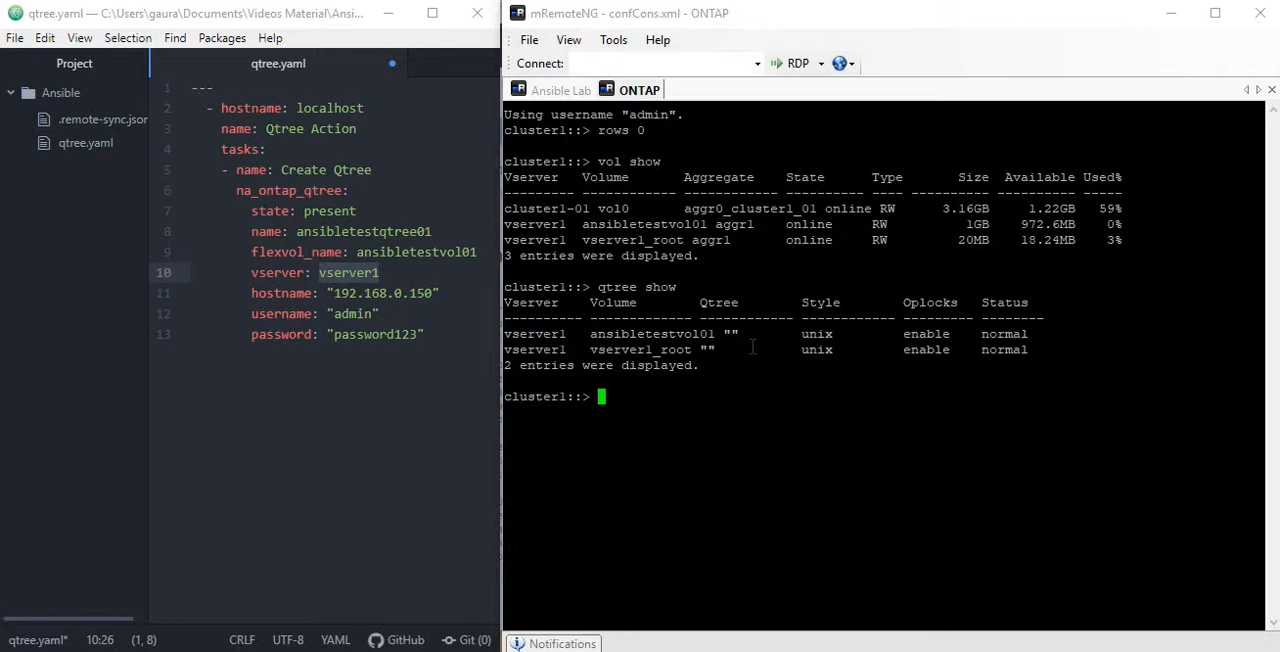 qtree.yaml — C:\Users\gaura\Documents\Videos Material\Ansi...
File Edit View Selection Find Packages Help
Project
qtree.yaml
Ansible
.remote-sync.json
qtree.yaml
1 ---
2 - hostname: localhost
3 name: Qtree Action
4 tasks:
5 - name: Create Qtree
6 na_ontap_qtree:
7 state: present
8 name: ansibletestqtree01
9 flexvol_name: ansibletestvol01
10 vserver: vserver1
11 hostname: "192.168.0.150"
12 username: "admin"
13 password: "password123"
qtree.yaml* 10:26 (1, 8) CRLF UTF-8 YAML GitHub Git (0)
mRemoteNG - confCons.xml - ONTAP
File View Tools Help
Connect: RDP
Ansible Lab ONTAP
Using username "admin".
cluster1::> rows 0
cluster1::> vol show
Vserver Volume Aggregate State Type Size Available Used%
--------- ------------ ------------ ---------- ---- ---------- ---------- -----
cluster1-01 vol0 aggr0_cluster1_01 online RW 3.16GB 1.22GB 59%
vserver1 ansibletestvol01 aggr1 online RW 1GB 972.6MB 0%
vserver1 vserver1_root aggr1 online RW 20MB 18.24MB 3%
3 entries were displayed.
cluster1::> qtree show
Vserver Volume Qtree Style Oplocks Status
---------- ------------- ------------ ------------ --------- --------
vserver1 ansibletestvol01 "" unix enable normal
vserver1 vserver1_root "" unix enable normal
2 entries were displayed.
cluster1::>
Notifications